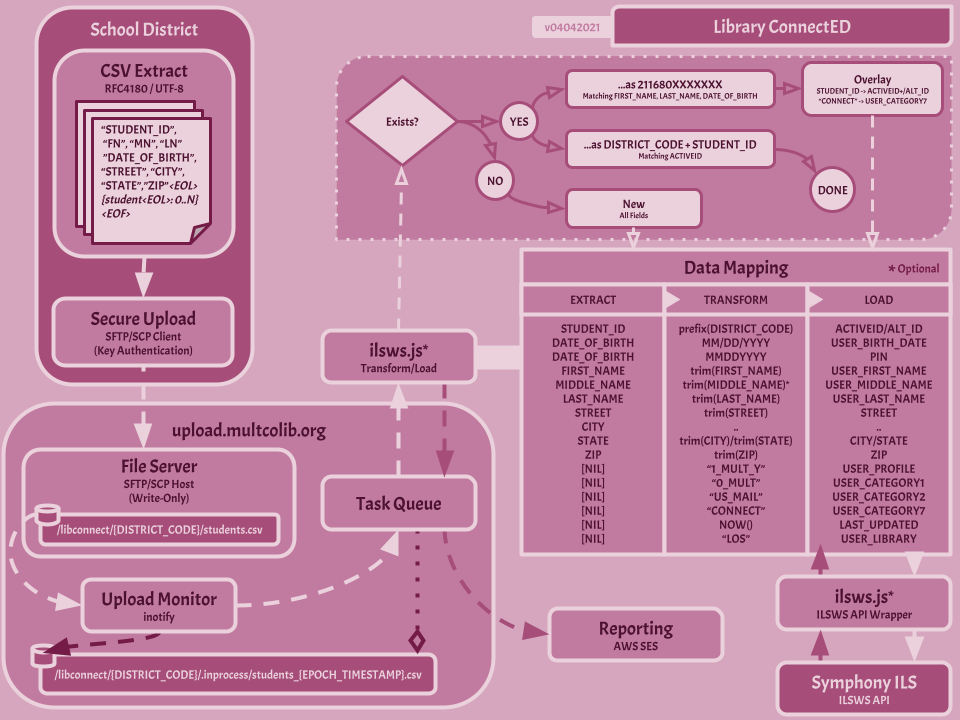 School District
CSV Extract
RFC4180 / UTF-8
"STUDENT_ID",
"FN", "MN", "LN"
"DATE_OF_BIRTH",
"STREET", "CITY",
"STATE","ZIP"<EOL>
[student<EOL>; 0..N]
<EOF>
Secure Upload
SFTP/SCP Client
(Key Authentication)
v04042021
Library ConnectED
Exists?
YES
NO
...as 211680XXXXXXX
Matching FIRST_NAME, LAST_NAME, DATE_OF_BIRTH
Overlay
STUDENT_ID -> ACTIVEID+/ALT_ID
"CONNECT" -> USER_CATEGORY7
...as DISTRICT_CODE + STUDENT_ID
Matching ACTIVEID
DONE
New
All Fields
ilsws.js*
Transform/Load
Data Mapping
* Optional
EXTRACT TRANSFORM LOAD
STUDENT_ID prefix(DISTRICT_CODE) ACTIVEID/ALT_ID
DATE_OF_BIRTH MM/DD/YYYY USER_BIRTH_DATE
DATE_OF_BIRTH MMDDYYYY PIN
FIRST_NAME trim(FIRST_NAME) USER_FIRST_NAME
MIDDLE_NAME trim(MIDDLE_NAME)* USER_MIDDLE_NAME
LAST_NAME trim(LAST_NAME) USER_LAST_NAME
STREET trim(STREET) STREET
CITY .. ..
STATE trim(CITY)/trim(STATE) CITY/STATE
ZIP trim(ZIP) ZIP
[NIL] "1_MULT_Y" USER_PROFILE
[NIL] "0_MULT" USER_CATEGORY1
[NIL] "US_MAIL" USER_CATEGORY2
[NIL] "CONNECT" USER_CATEGORY7
[NIL] NOW() LAST_UPDATED
[NIL] "LOS" USER_LIBRARY
upload.multcolib.org
File Server
SFTP/SCP Host
(Write-Only)
/libconnect/[DISTRICT_CODE]/students.csv
Task Queue
Upload Monitor
inotify
/libconnect/[DISTRICT_CODE]/.inprocess/students_[EPOCH_TIMESTAMP].csv
Reporting
AWS SES
ilsws.js*
ILSWS API Wrapper
Symphony ILS
ILSWS API